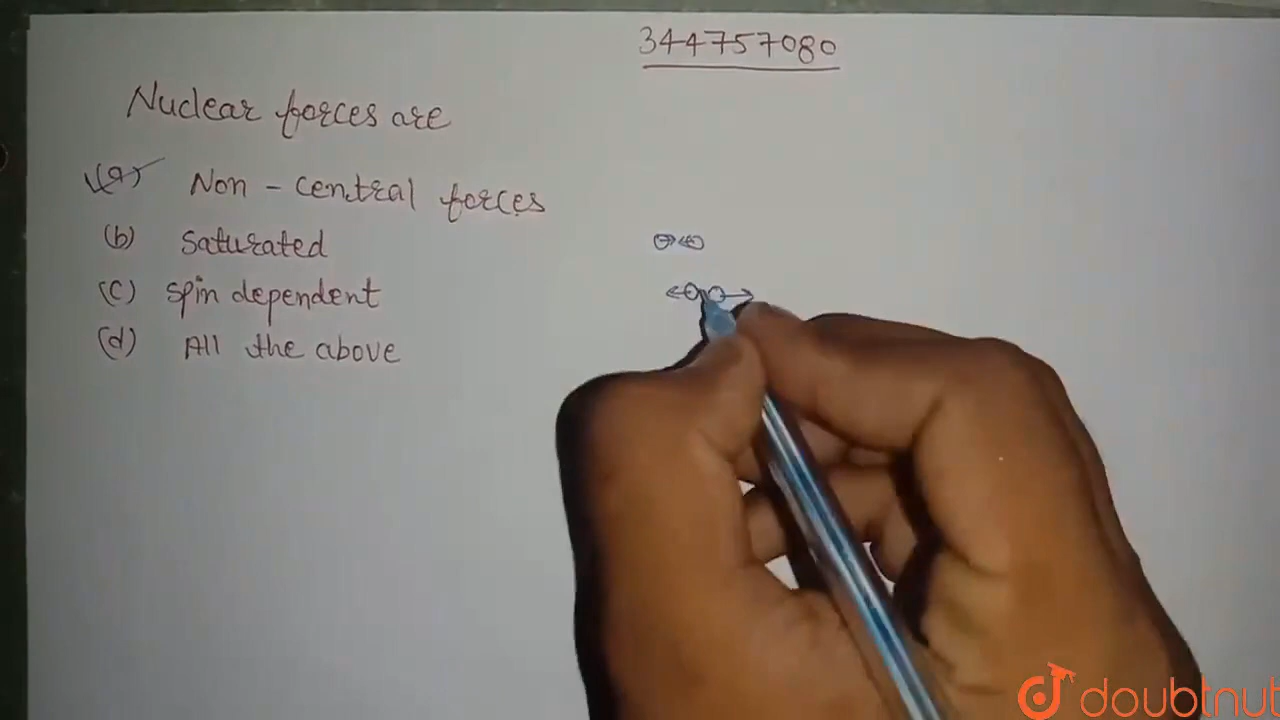 344757080
Nuclear forces are
(a) Non-central forces
(b) Saturated
(c) Spin dependent
(d) All the above
doubtnut